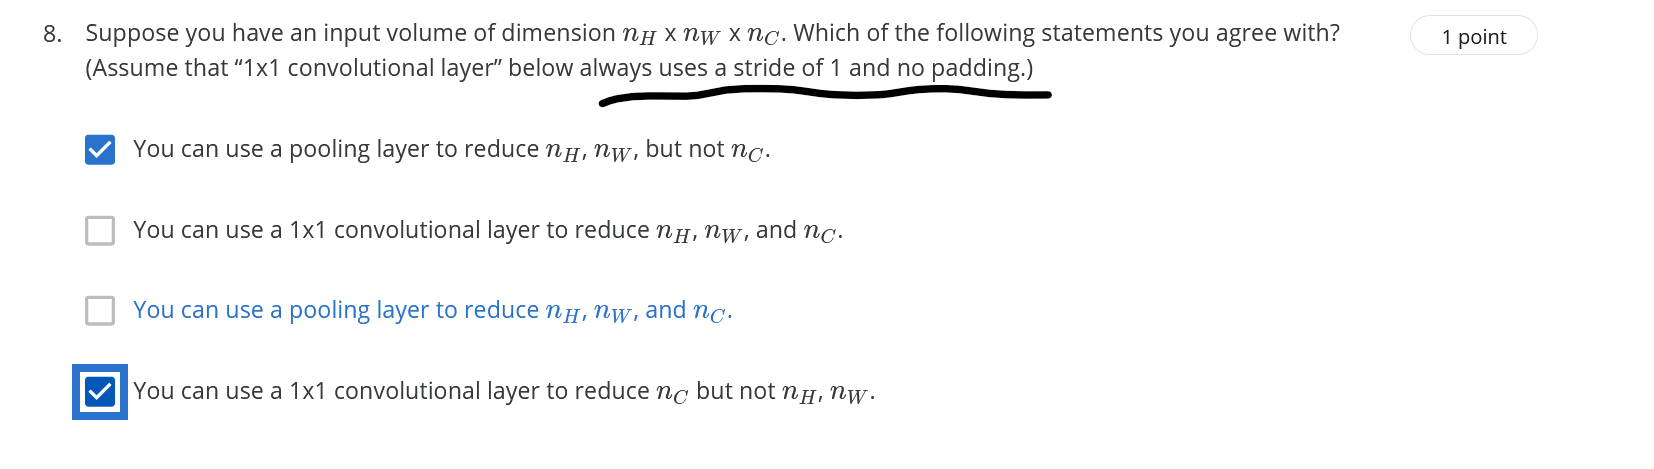 8. Suppose you have an input volume of dimension n_H x n_W x n_C. Which of the following statements you agree with? 1 point
(Assume that “1x1 convolutional layer” below always uses a stride of 1 and no padding.)
You can use a pooling layer to reduce n_H, n_W, but not n_C.
You can use a 1x1 convolutional layer to reduce n_H, n_W, and n_C.
You can use a pooling layer to reduce n_H, n_W, and n_C.
You can use a 1x1 convolutional layer to reduce n_C but not n_H, n_W.